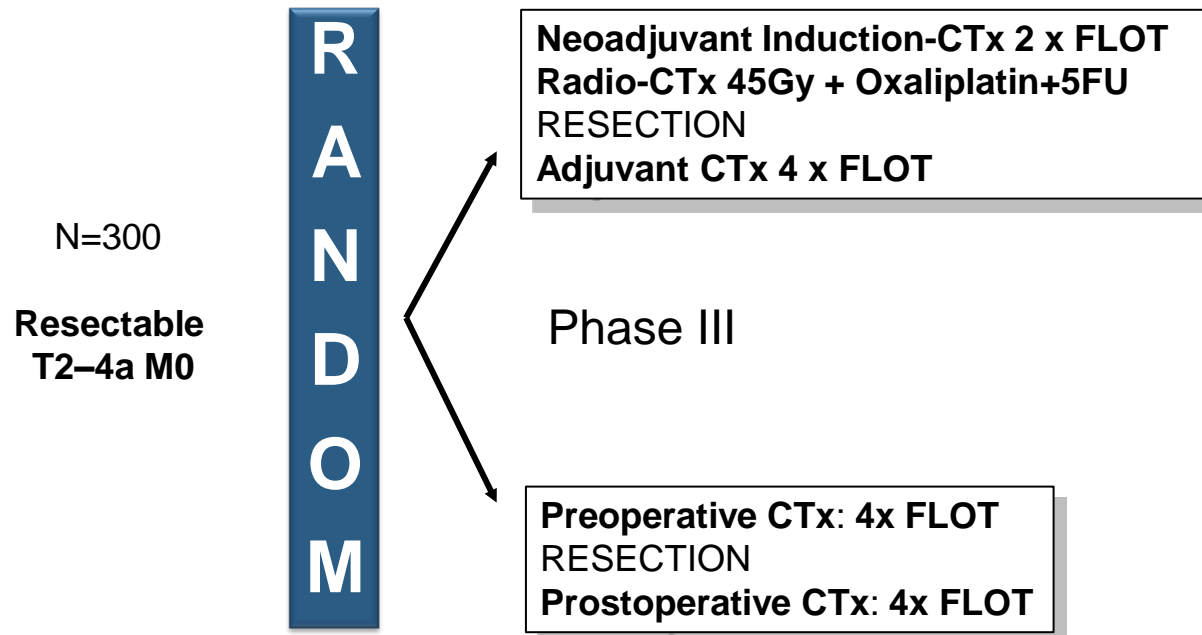 N=300
Resectable
T2–4a M0
R
A
N
D
O
M
Neoadjuvant Induction-CTx 2 x FLOT
Radio-CTx 45Gy + Oxaliplatin+5FU
RESECTION
Adjuvant CTx 4 x FLOT
Phase III
Preoperative CTx: 4x FLOT
RESECTION
Prostoperative CTx: 4x FLOT